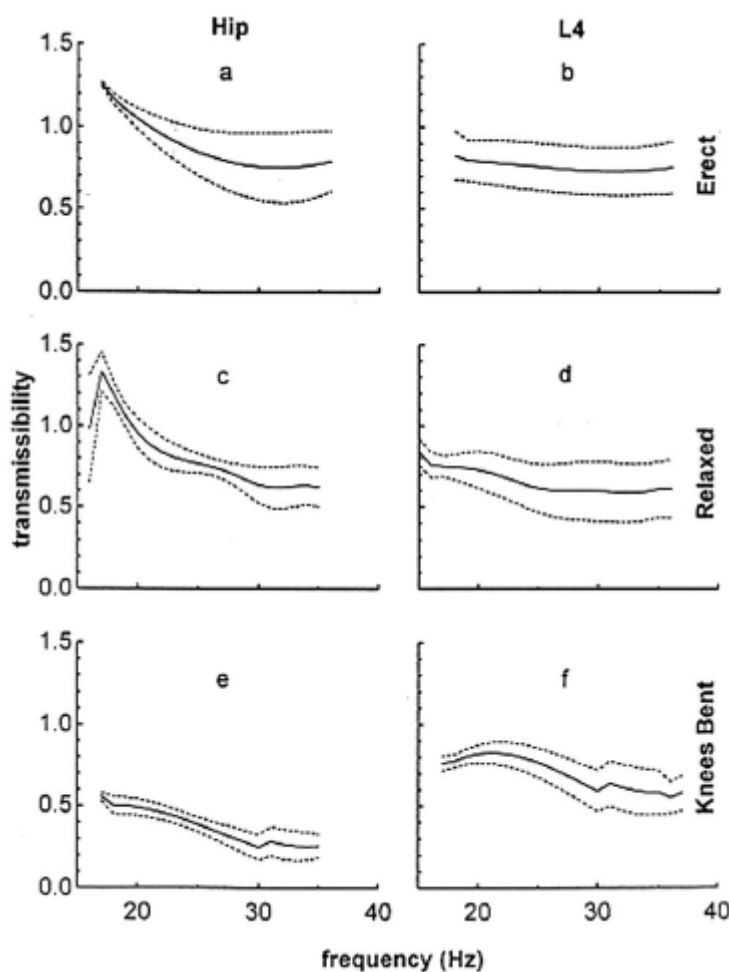 Hip L4
1.5
a b
1.0
0.5
0.0
Erect
1.5
c d
1.0
0.5
0.0
Relaxed
1.5
e f
1.0
0.5
0.0
Knees Bent
20 30 40 20 30 40
transmissibility
frequency (Hz)